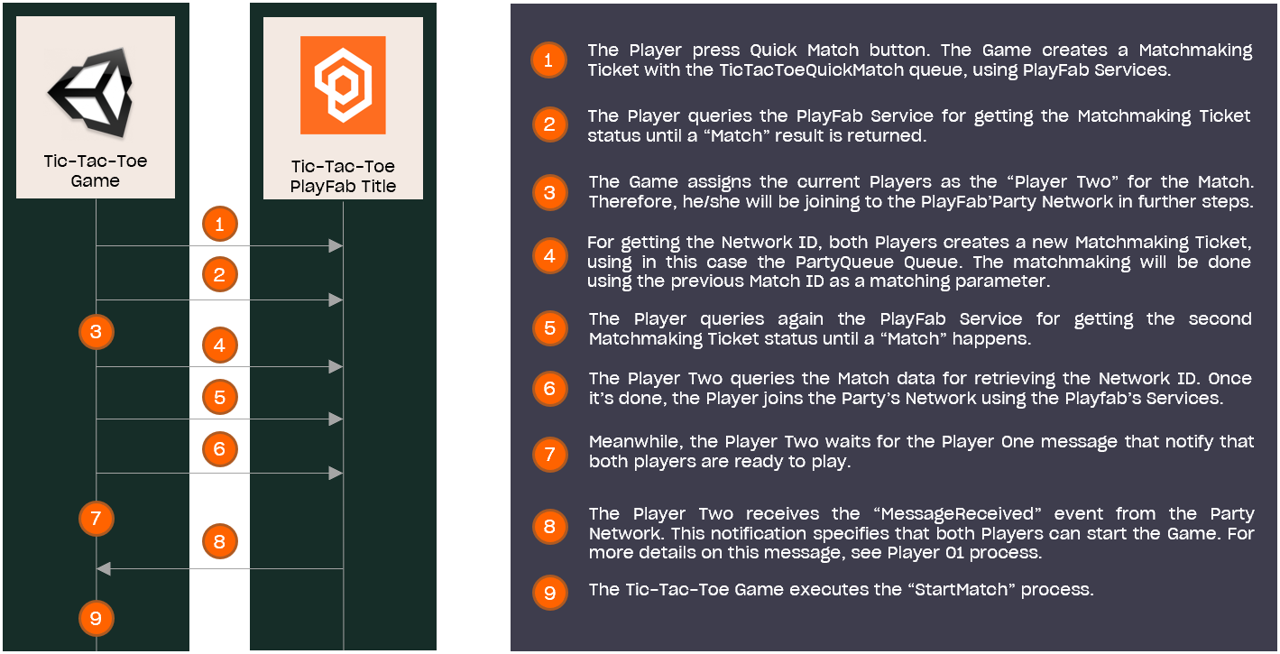 Tic-Tac-Toe
Game
Tic-Tac-Toe
PlayFab Title
1
2
3
4
5
6
7
8
9
1
The Player press Quick Match button. The Game creates a Matchmaking
Ticket with the TicTacToeQuickMatch queue, using PlayFab Services.
2
The Player queries the PlayFab Service for getting the Matchmaking Ticket
status until a “Match” result is returned.
3
The Game assigns the current Players as the “Player Two” for the Match.
Therefore, he/she will be joining to the PlayFab’Party Network in further steps.
4
For getting the Network ID, both Players creates a new Matchmaking Ticket,
using in this case the PartyQueue Queue. The matchmaking will be done
using the previous Match ID as a matching parameter.
5
The Player queries again the PlayFab Service for getting the second
Matchmaking Ticket status until a “Match” happens.
6
The Player Two queries the Match data for retrieving the Network ID. Once
it’s done, the Player joins the Party’s Network using the Playfab’s Services.
7
Meanwhile, the Player Two waits for the Player One message that notify that
both players are ready to play.
8
The Player Two receives the “MessageReceived” event from the Party
Network. This notification specifies that both Players can start the Game. For
more details on this message, see Player 01 process.
9
The Tic-Tac-Toe Game executes the “StartMatch” process.